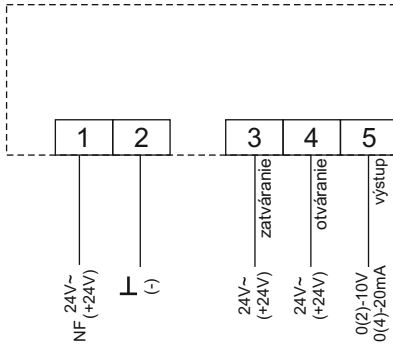 1
2
3
4
5
zatváranie
otváranie
výstup
NF 24V~
(+24V)
⊥ (-)
24V~
(+24V)
24V~
(+24V)
0(2)-10V
0(4)-20mA